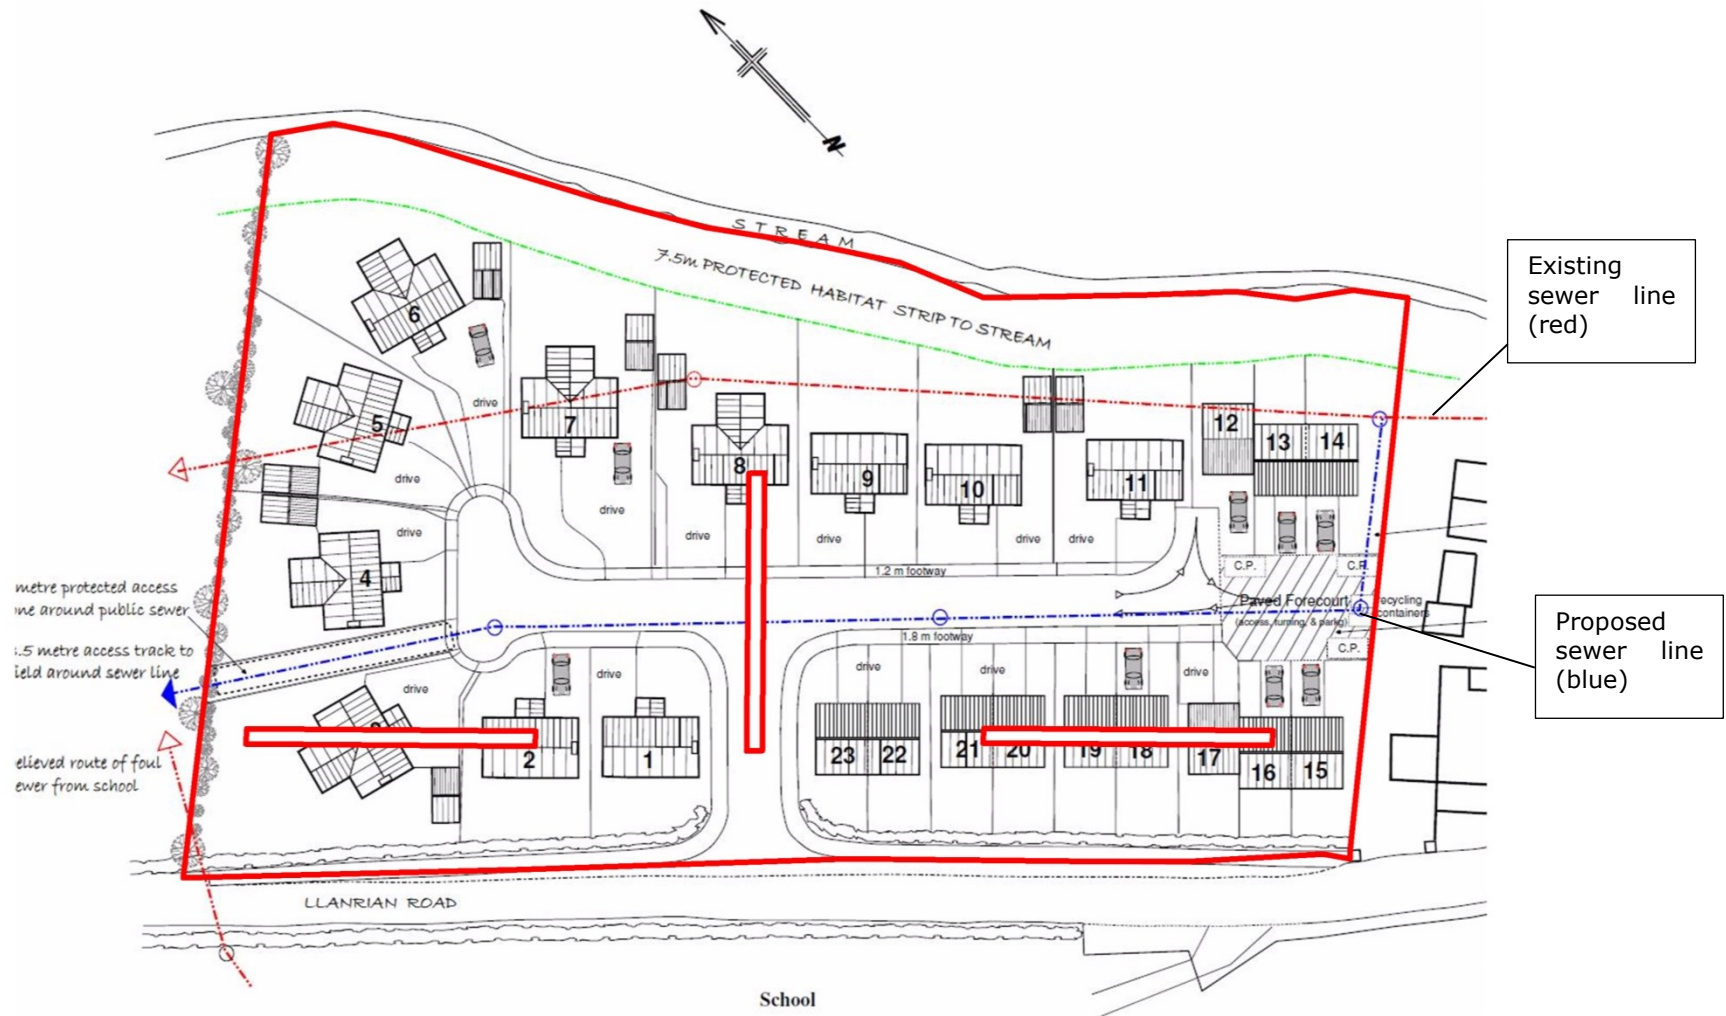 N
STREAM
7.5m PROTECTED HABITAT STRIP TO STREAM
Existing
sewer line
(red)
6
5
drive
7
8
9
10
11
12
13
14
drive
drive
4
drive
drive
drive
drive
drive
C.P.
C.P.
1.2 m footway
metre protected access
ne around public sewer
.5 metre access track to
ield around sewer line
Paved Forecourt
(access, turning, & parkg)
recycling
containers
1.8 m footway
C.P.
Proposed
sewer line
(blue)
drive
drive
drive
drive
drive
2
1
23
22
21
20
19
18
17
16
15
elieved route of foul
ewer from school
LLANRIAN ROAD
School